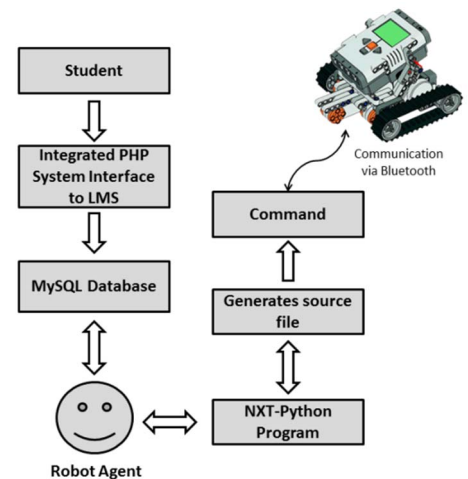 Student
Integrated PHP
System Interface
to LMS
MySQL Database
Robot Agent
NXT-Python
Program
Generates source
file
Command
Communication
via Bluetooth